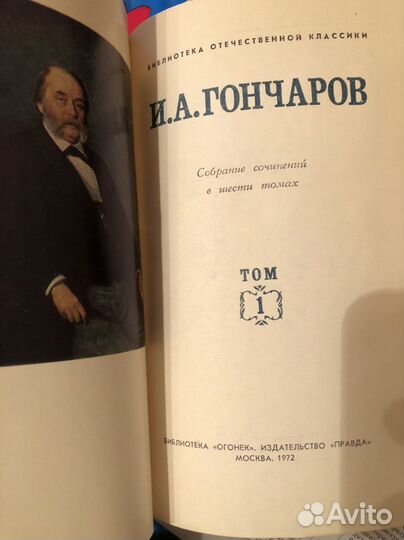 БИБЛИОТЕКА ОТЕЧЕСТВЕННОЙ КЛАССИКИ
И.А.ГОНЧАРОВ
Собрание сочинений
в шести томах
ТОМ
1
БИБЛИОТЕКА «ОГОНЕК». ИЗДАТЕЛЬСТВО «ПРАВДА»
МОСКВА, 1972
Avito